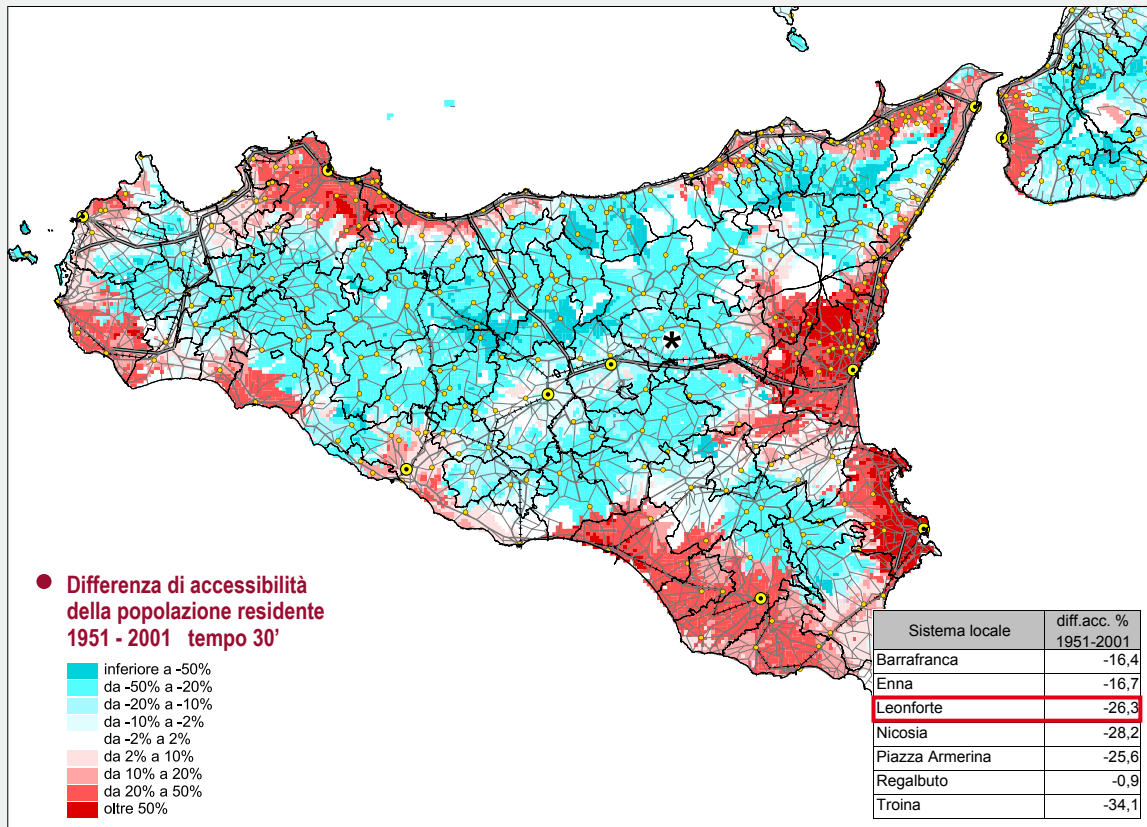 *
● Differenza di accessibilità
della popolazione residente
1951 - 2001 tempo 30’
inferiore a -50%
da -50% a -20%
da -20% a -10%
da -10% a -2%
da -2% a 2%
da 2% a 10%
da 10% a 20%
da 20% a 50%
oltre 50%
Sistema locale diff.acc. %
1951-2001
Barrafranca -16,4
Enna -16,7
Leonforte -26,3
Nicosia -28,2
Piazza Armerina -25,6
Regalbuto -0,9
Troina -34,1